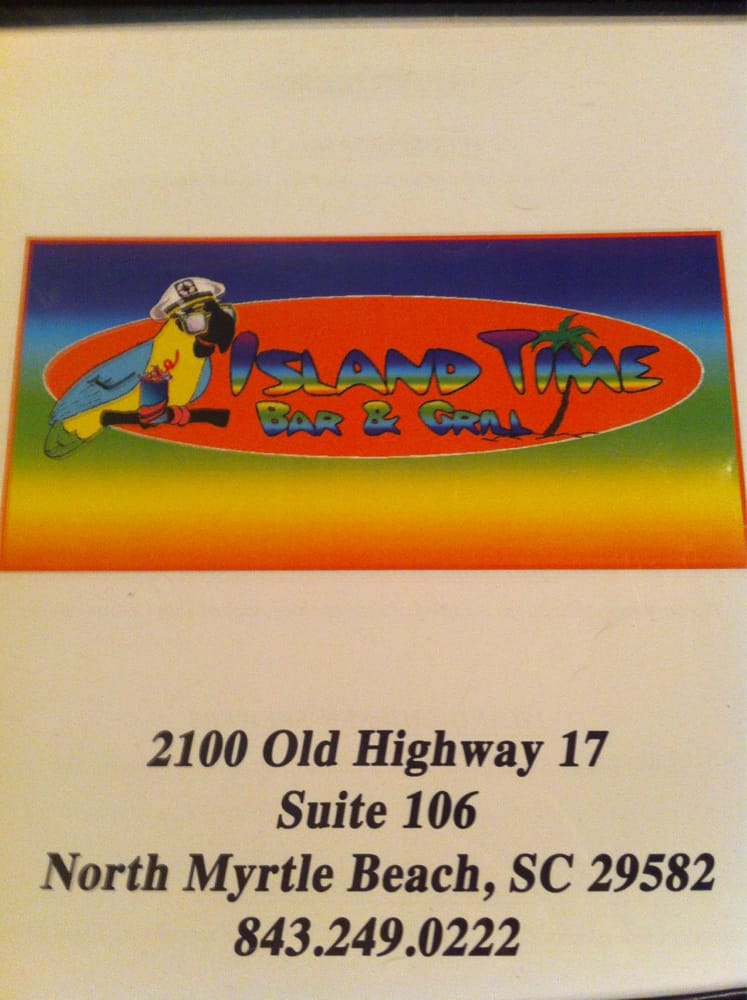 ISLAND TIME
BAR & GRILL
2100 Old Highway 17
Suite 106
North Myrtle Beach, SC 29582
843.249.0222